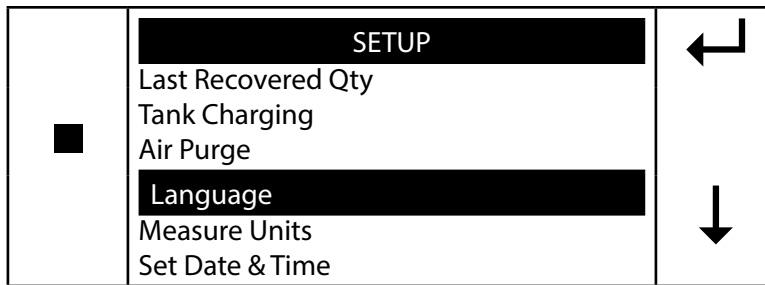 SETUP
Last Recovered Qty
Tank Charging
Air Purge
Language
Measure Units
Set Date & Time